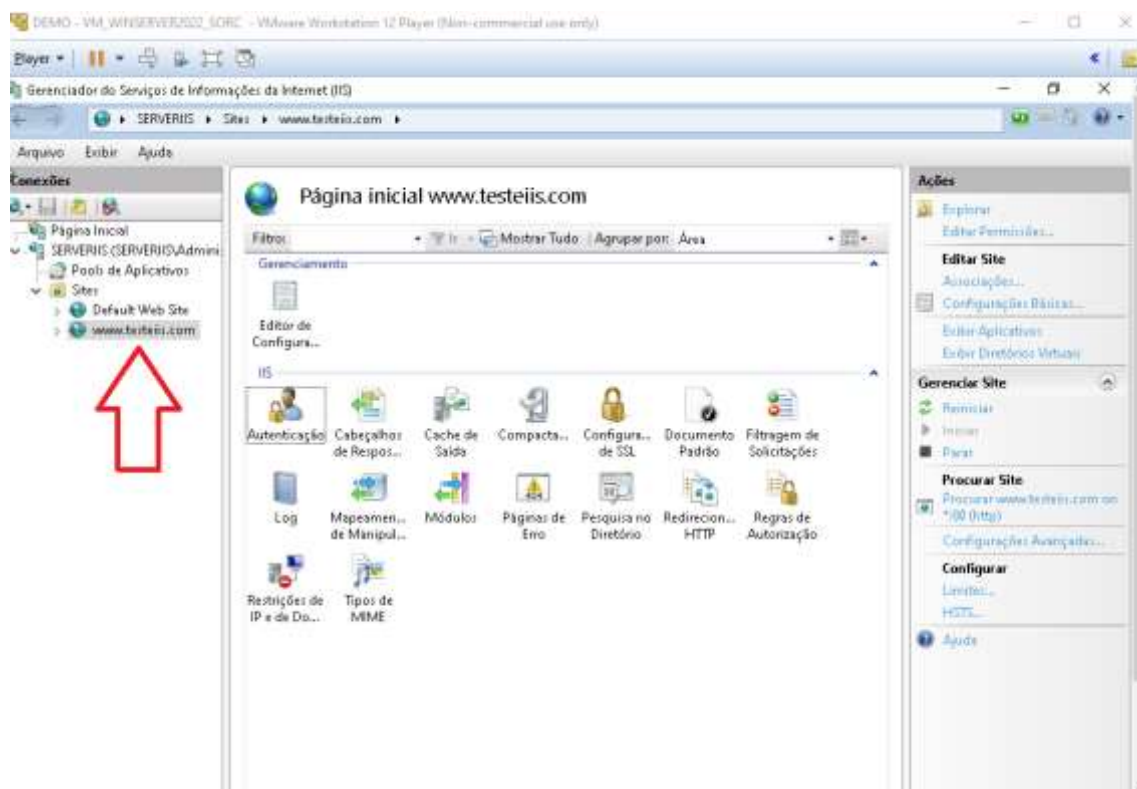 DEMO - VM_WINSERVER2022_SORC - VMware Workstation 12 Player (Non-commercial use only)
Player
Gerenciador do Serviços de Informações da Internet (IIS)
SERVERIIS Sites www.testeiis.com
Arquivo Exibir Ajuda
Conexões
Página Inicial
SERVERIIS (SERVERIIS\Admini
Pools de Aplicativos
Sites
Default Web Site
www.testeiis.com
Página inicial www.testeiis.com
Filtro: Ir Mostrar Tudo Agrupar por: Área
Gerenciamento
Editor de
Configura...
IIS
Autenticação Cabeçalhos de Respos... Cache de Saída Compacta... Configura... de SSL Documento Padrão Filtragem de Solicitações
Log Mapeamen... de Manipul... Módulos Páginas de Erro Pesquisa no Diretório Redirecion... HTTP Regras de Autorização
Restrições de IP e de Do... Tipos de MIME
Ações
Explorar
Editar Permissões...
Editar Site
Associações...
Configurações Básicas...
Exibir Aplicativos
Exibir Diretórios Virtuais
Gerenciar Site
Reiniciar
Iniciar
Parar
Procurar Site
Procurar www.testeiis.com on
*:80 (http)
Configurações Avançadas...
Configurar
Limites...
HSTS...
Ajuda